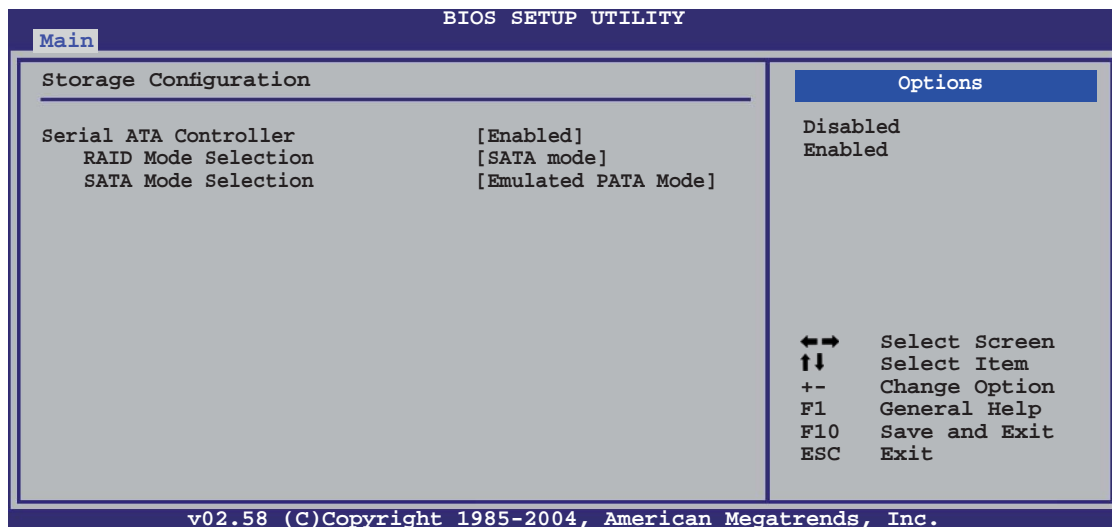 BIOS SETUP UTILITY
Main
Storage Configuration
Serial ATA Controller [Enabled]
RAID Mode Selection [SATA mode]
SATA Mode Selection [Emulated PATA Mode]
Options
Disabled
Enabled
←→ Select Screen
↑↓ Select Item
+- Change Option
F1 General Help
F10 Save and Exit
ESC Exit
v02.58 (C)Copyright 1985-2004, American Megatrends, Inc.